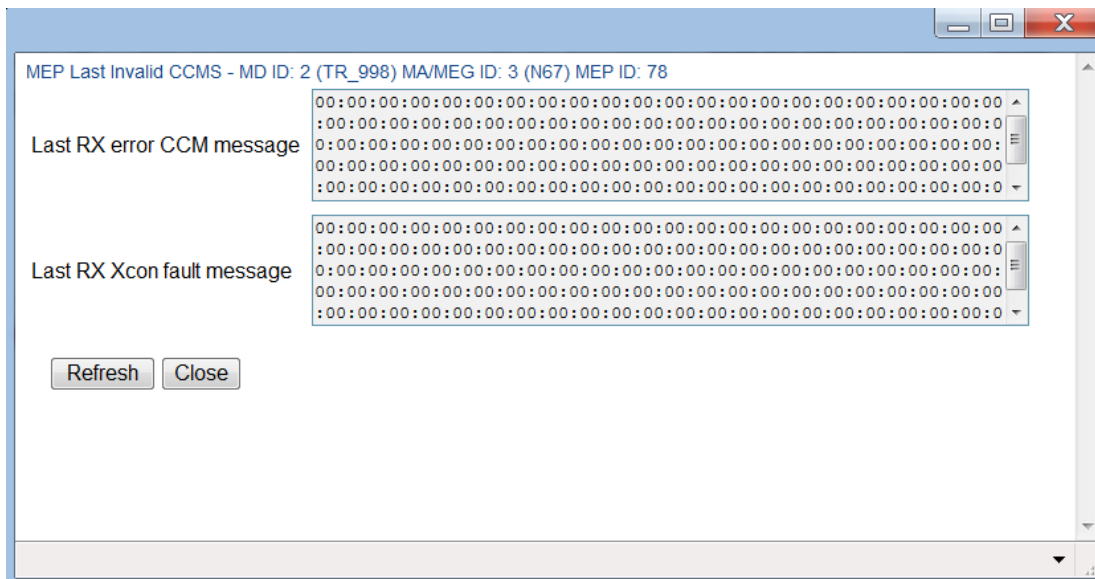 MEP Last Invalid CCMS - MD ID: 2 (TR_998) MA/MEG ID: 3 (N67) MEP ID: 78
Last RX error CCM message
00:00:00:00:00:00:00:00:00:00:00:00:00:00:00:00:00:00:00:00:00:00:00
:00:00:00:00:00:00:00:00:00:00:00:00:00:00:00:00:00:00:00:00:00:00:0
0:00:00:00:00:00:00:00:00:00:00:00:00:00:00:00:00:00:00:00:00:00:00:
00:00:00:00:00:00:00:00:00:00:00:00:00:00:00:00:00:00:00:00:00:00:00
:00:00:00:00:00:00:00:00:00:00:00:00:00:00:00:00:00:00:00:00:00:00:0
Last RX Xcon fault message
00:00:00:00:00:00:00:00:00:00:00:00:00:00:00:00:00:00:00:00:00:00:00
:00:00:00:00:00:00:00:00:00:00:00:00:00:00:00:00:00:00:00:00:00:00:0
0:00:00:00:00:00:00:00:00:00:00:00:00:00:00:00:00:00:00:00:00:00:00:
00:00:00:00:00:00:00:00:00:00:00:00:00:00:00:00:00:00:00:00:00:00:00
:00:00:00:00:00:00:00:00:00:00:00:00:00:00:00:00:00:00:00:00:00:00:0
Refresh Close